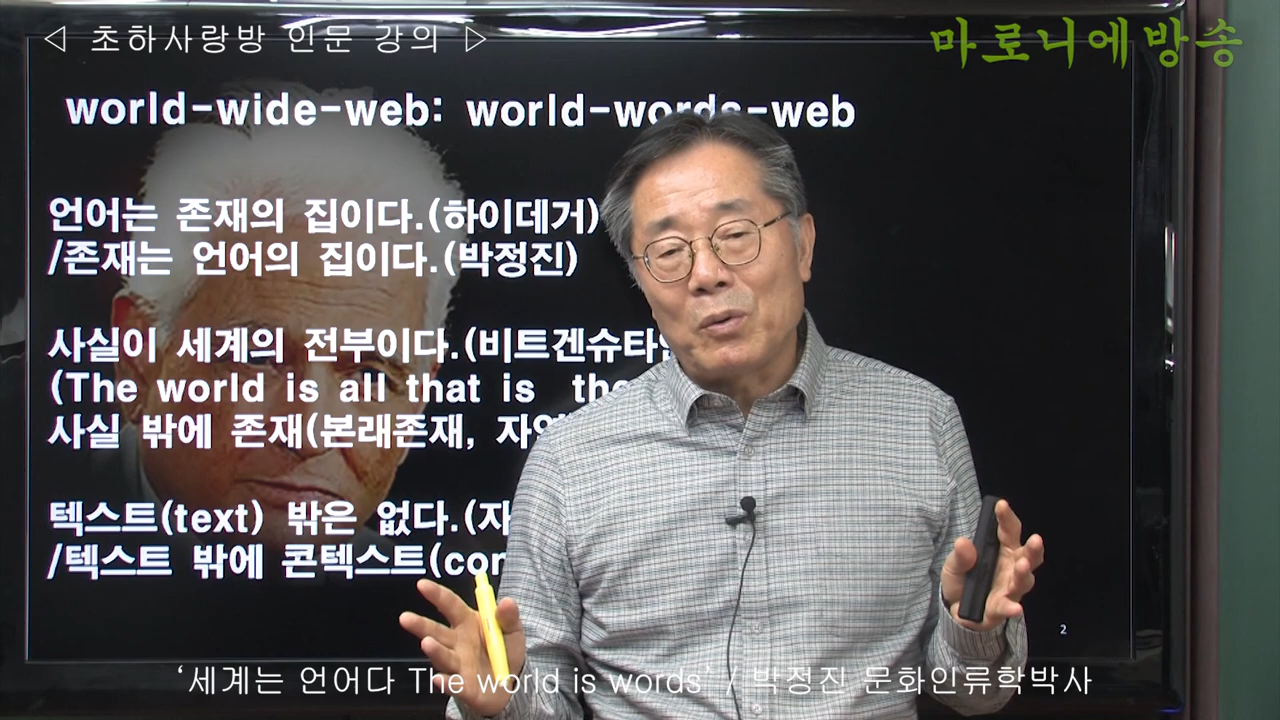 ◁ 초하사랑방 인문 강의 ▷
마로니에방송
world-wide-web: world-words-web
언어는 존재의 집이다.(하이데거)
/존재는 언어의 집이다.(박정진)
사실이 세계의 전부이다.(비트겐슈타인
(The world is all that is the
사실 밖에 존재(본래존재,
텍스트(text) 밖은 없다.(자
/텍스트 밖에 콘텍스트(con
2
‘세계는 언어다 The world is words’ / 박정진 문화인류학박사